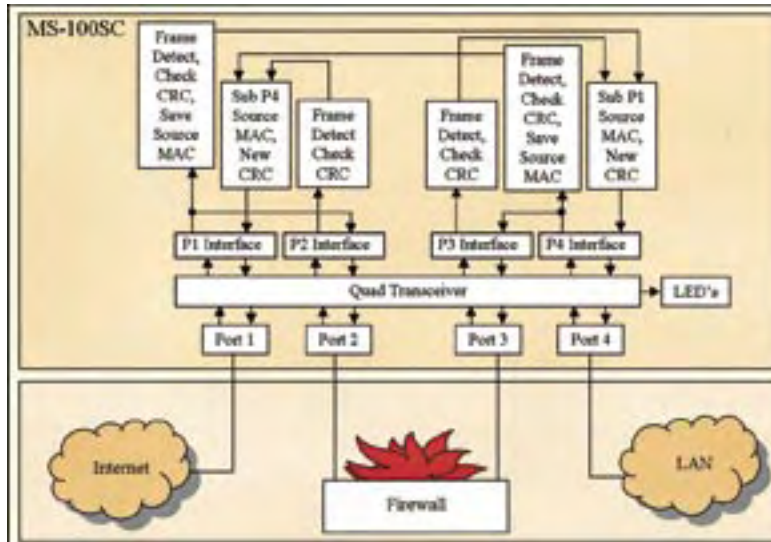 MS-100SC
Frame
Detect,
Check
CRC,
Save
Source
MAC
Sub P4
Source
MAC,
New
CRC
Frame
Detect
Check
CRC
Frame
Detect,
Check
CRC
Frame
Detect,
Check
CRC,
Save
Source
MAC
Sub P1
Source
MAC,
New
CRC
P1 Interface
P2 Interface
P3 Interface
P4 Interface
Quad Transceiver
LED's
Port 1
Port 2
Port 3
Port 4
Internet
Firewall
LAN